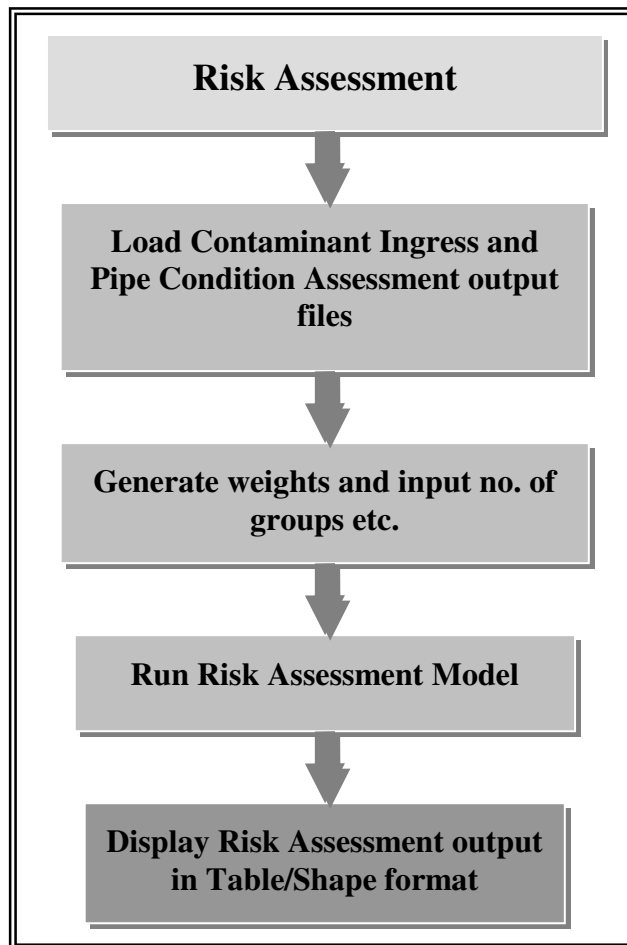 Risk Assessment
Load Contaminant Ingress and
Pipe Condition Assessment output
files
Generate weights and input no. of
groups etc.
Run Risk Assessment Model
Display Risk Assessment output
in Table/Shape format